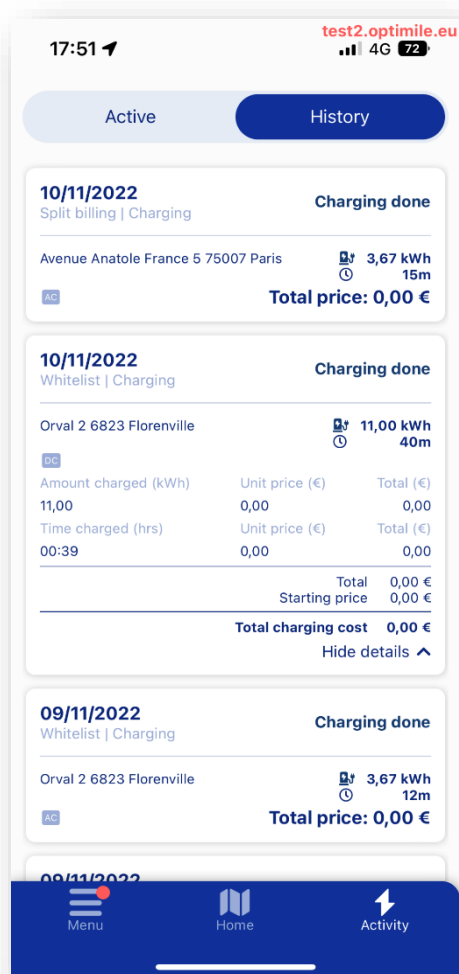 test2.optimile.eu
17:51
4G 72
Active History
10/11/2022
Split billing | Charging
Charging done
Avenue Anatole France 5 75007 Paris
3,67 kWh
15m
AC
Total price: 0,00 €
10/11/2022
Whitelist | Charging
Charging done
Orval 2 6823 Florenville
11,00 kWh
40m
DC
Amount charged (kWh) Unit price (€) Total (€)
11,00 0,00 0,00
Time charged (hrs) Unit price (€) Total (€)
00:39 0,00 0,00
Total 0,00 €
Starting price 0,00 €
Total charging cost 0,00 €
Hide details
09/11/2022
Whitelist | Charging
Charging done
Orval 2 6823 Florenville
3,67 kWh
12m
AC
Total price: 0,00 €
09/11/2022
Menu Home Activity